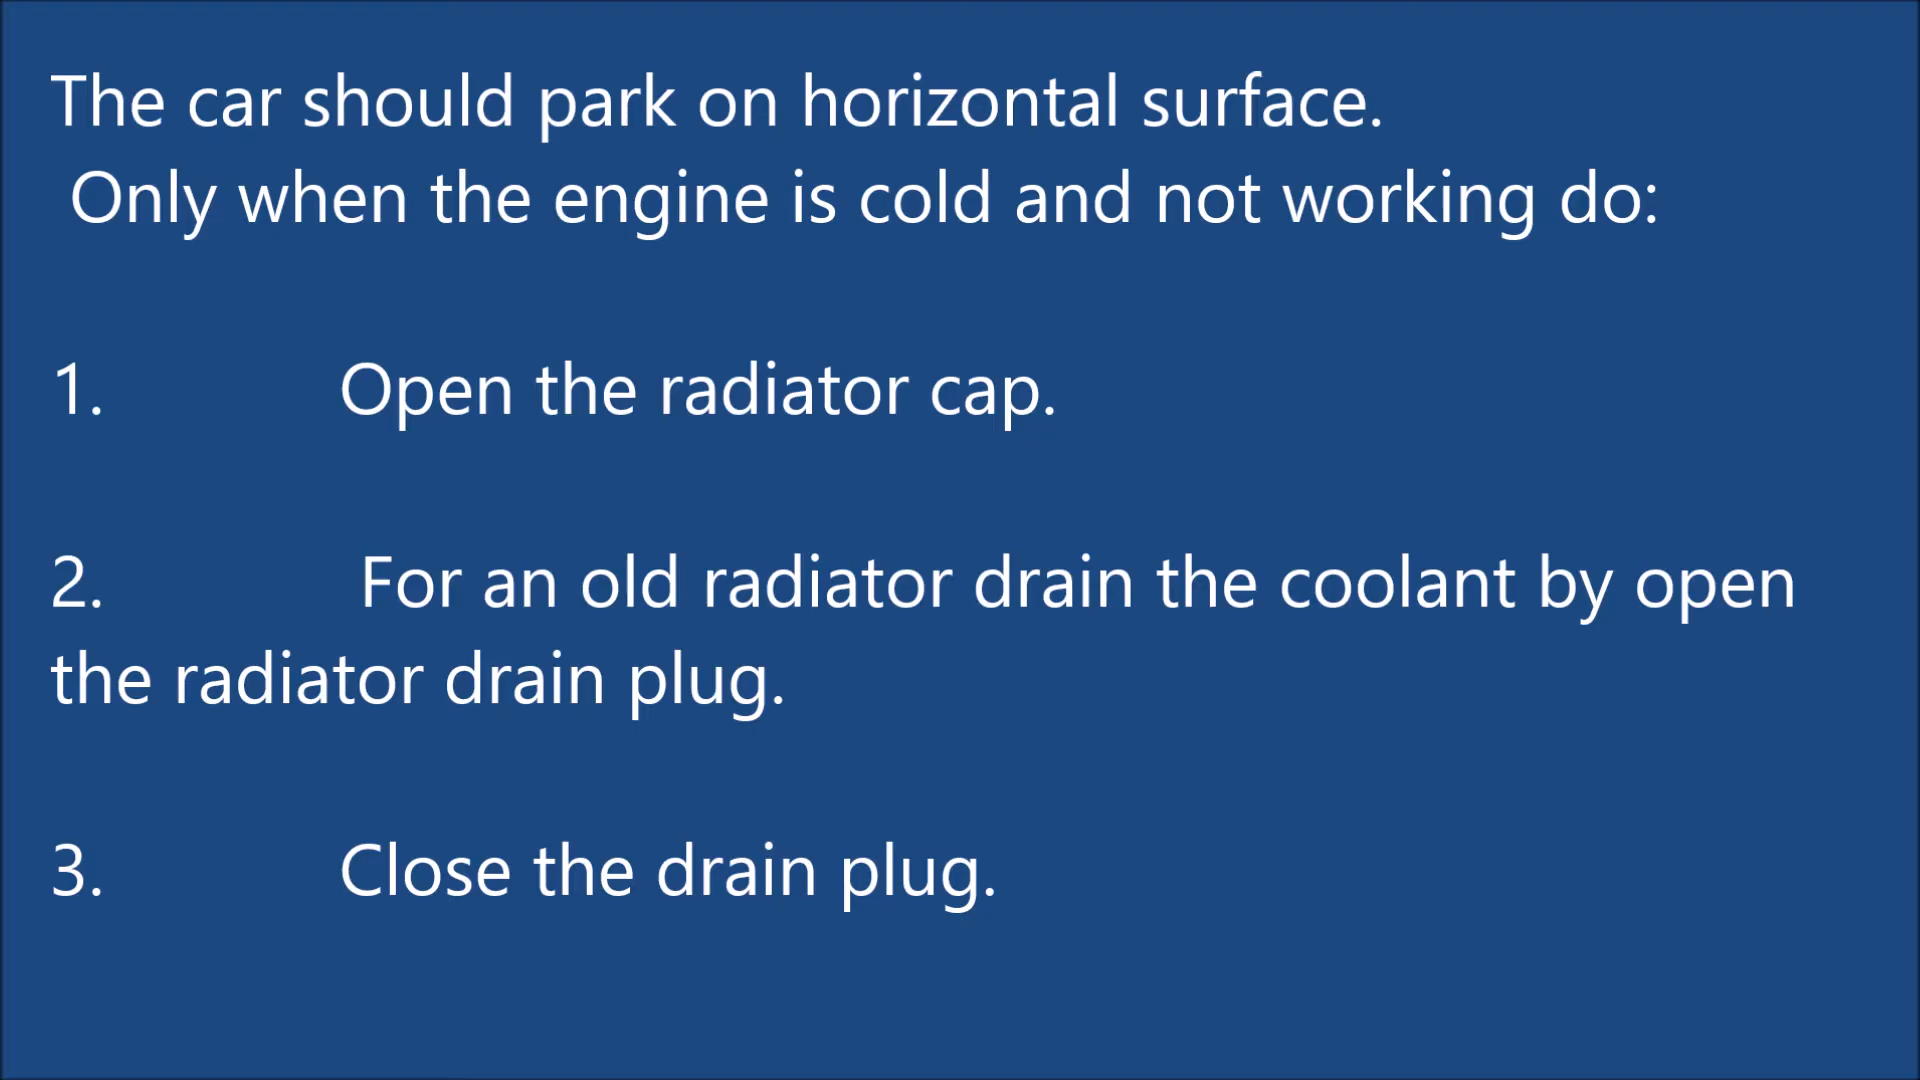 The car should park on horizontal surface.
Only when the engine is cold and not working do:
1. Open the radiator cap.
2. For an old radiator drain the coolant by open
the radiator drain plug.
3. Close the drain plug.